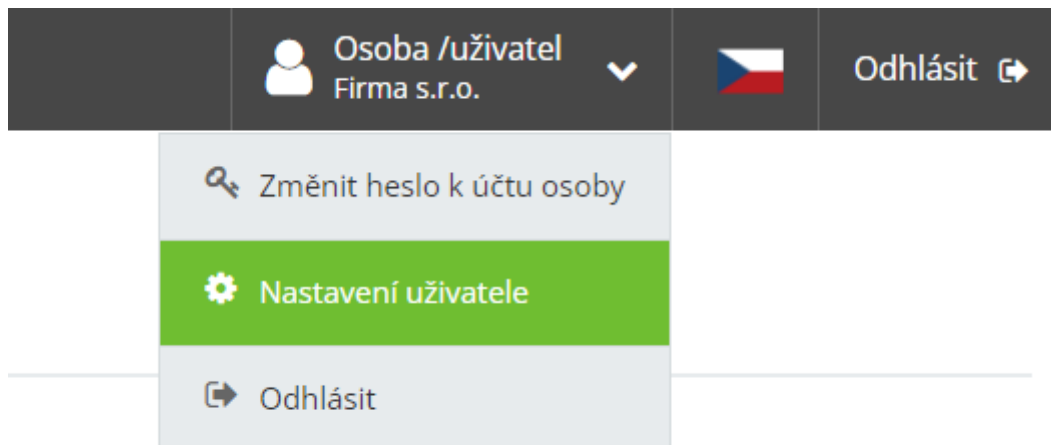 Osoba /uživatel
Firma s.r.o.
Odhlásit
Změnit heslo k účtu osoby
Nastavení uživatele
Odhlásit